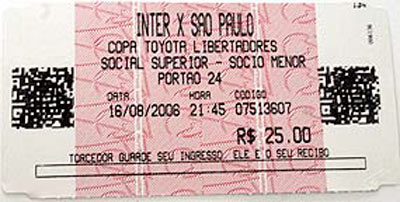 INTER X SAO PAULO
COPA TOYOTA LIBERTADORES
SOCIAL SUPERIOR - SOCIO MENOR
PORTAO 24
DATA HORA CODIGO
16/08/2006 21:45 07513607
R$ 25.00
TORCEDOR GUARDE SEU INGRESSO ELE E O SEU RECIBO